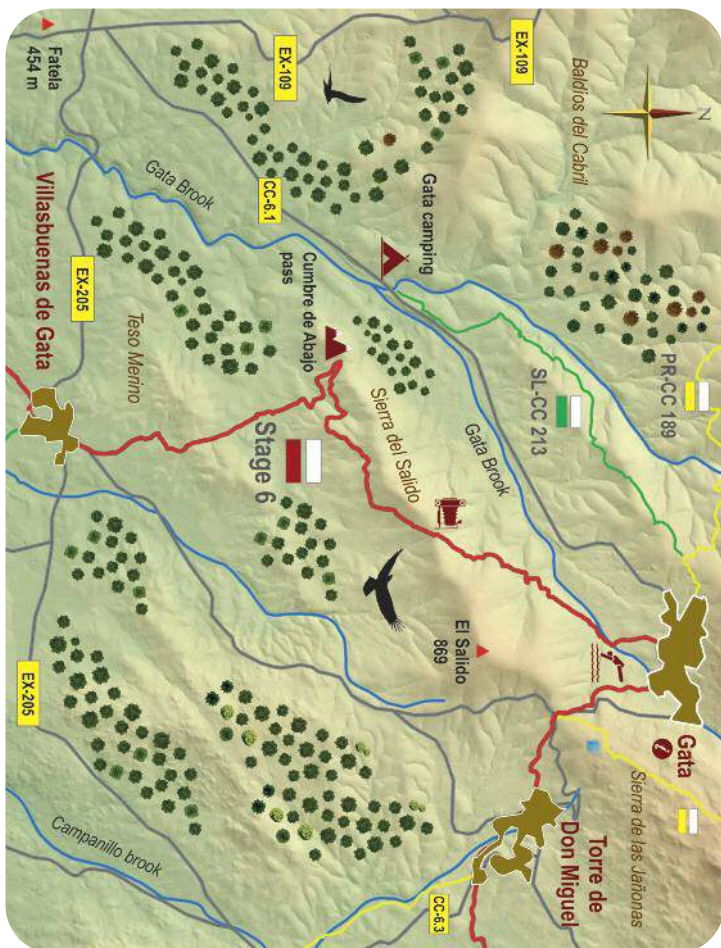 N
EX-109
EX-109
Baldios del Cabril
Fatela
454 m
CC-6.1
Gata Brook
Gata camping
PR-CC 189
SL-CC 213
Villasbuenas de Gata
EX-205
Teso Merino
Cumbre de Abajo
pass
Sierra del Salido
Gata Brook
Stage 6
El Salido
869
Gata
i
Sierra de las Jañonas
Torre de
Don Miguel
EX-205
Campanillo brook
CC-6.3